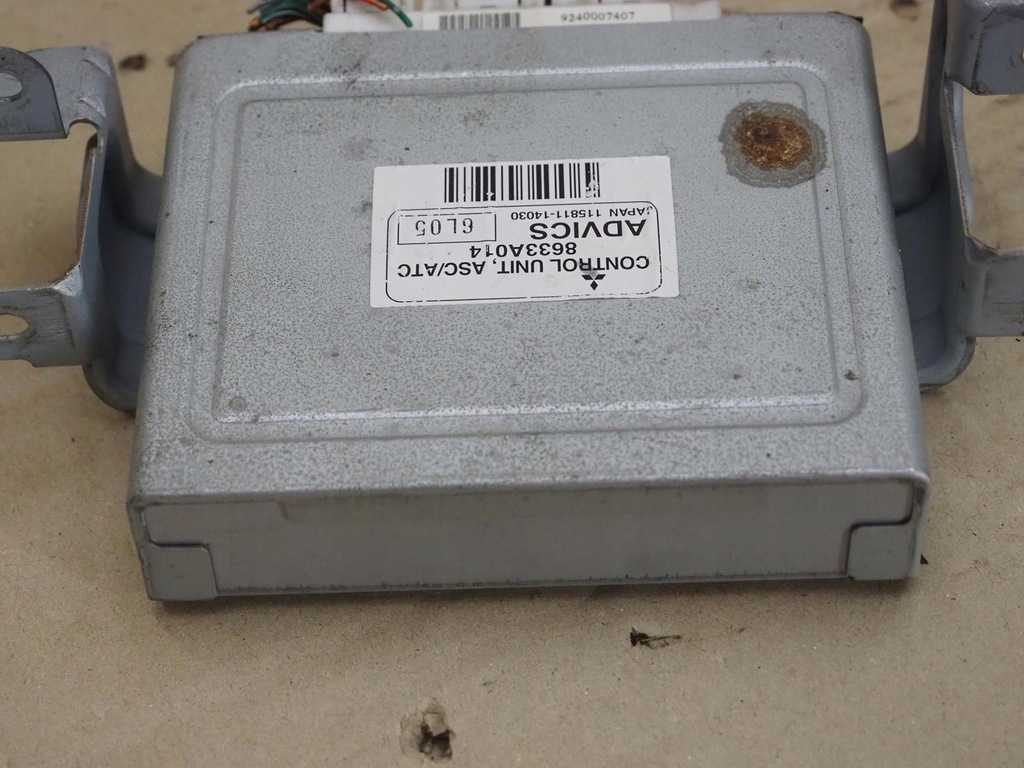 9240007407
CONTROL UNIT, ASC/ATC
8633A014
ADVICS
6L05
JAPAN 115811-14030